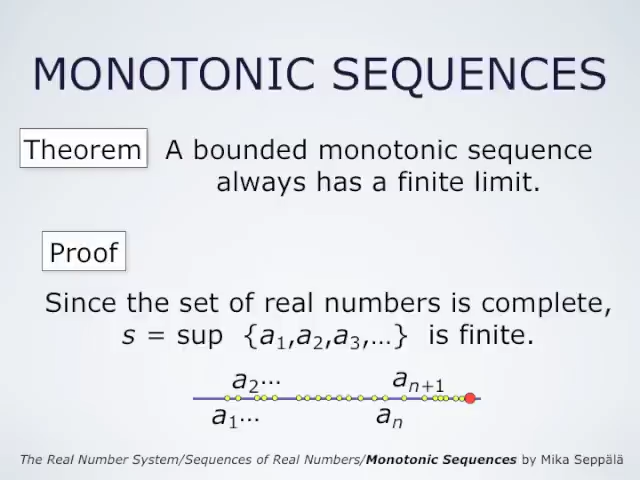 MONOTONIC SEQUENCES
Theorem A bounded monotonic sequence
always has a finite limit.
Proof
Since the set of real numbers is complete,
s = sup {a₁,a₂,a₃,…} is finite.
a₂… aₙ₊₁
a₁… aₙ
The Real Number System/Sequences of Real Numbers/Monotonic Sequences by Mika Seppälä